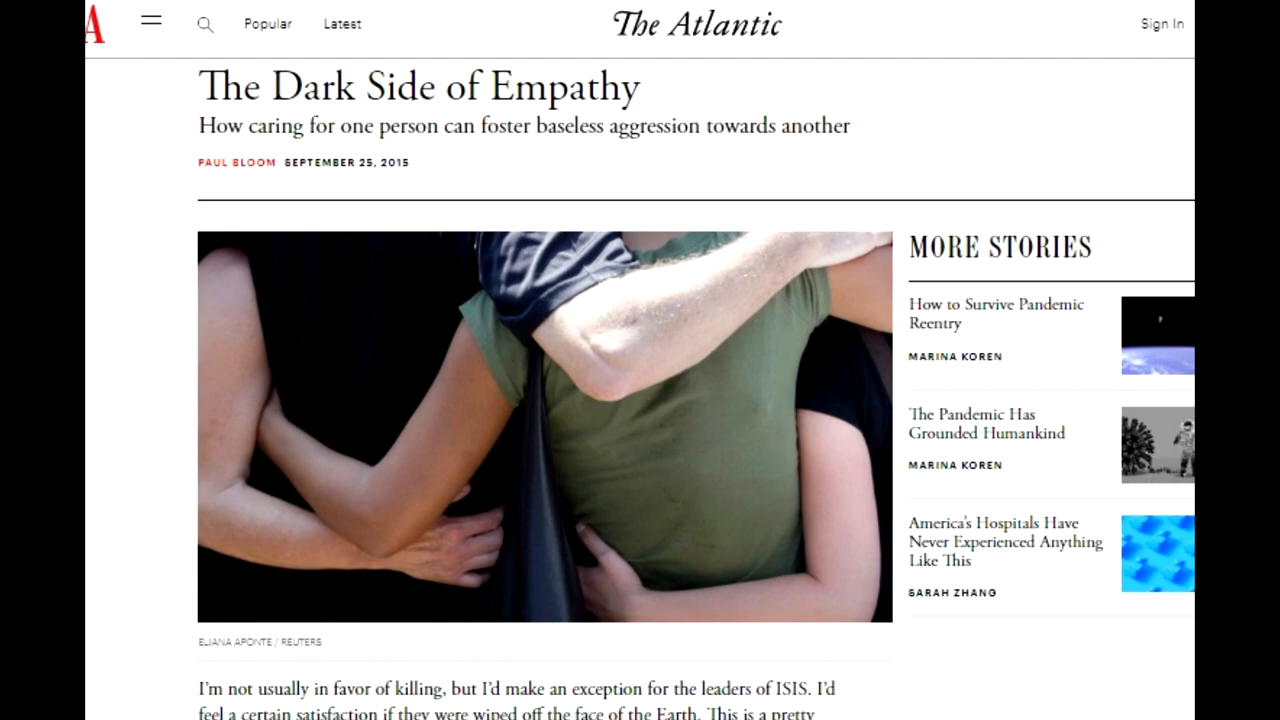 A
Popular
Latest
The Atlantic
Sign In
The Dark Side of Empathy
How caring for one person can foster baseless aggression towards another
PAUL BLOOM SEPTEMBER 25, 2015
MORE STORIES
How to Survive Pandemic
Reentry
MARINA KOREN
The Pandemic Has
Grounded Humankind
MARINA KOREN
America's Hospitals Have
Never Experienced Anything
Like This
SARAH ZHANG
ELIANA APONTE / REUTERS
I'm not usually in favor of killing, but I'd make an exception for the leaders of ISIS. I'd
feel a certain satisfaction if they were wiped off the face of the Earth. This is a pretty